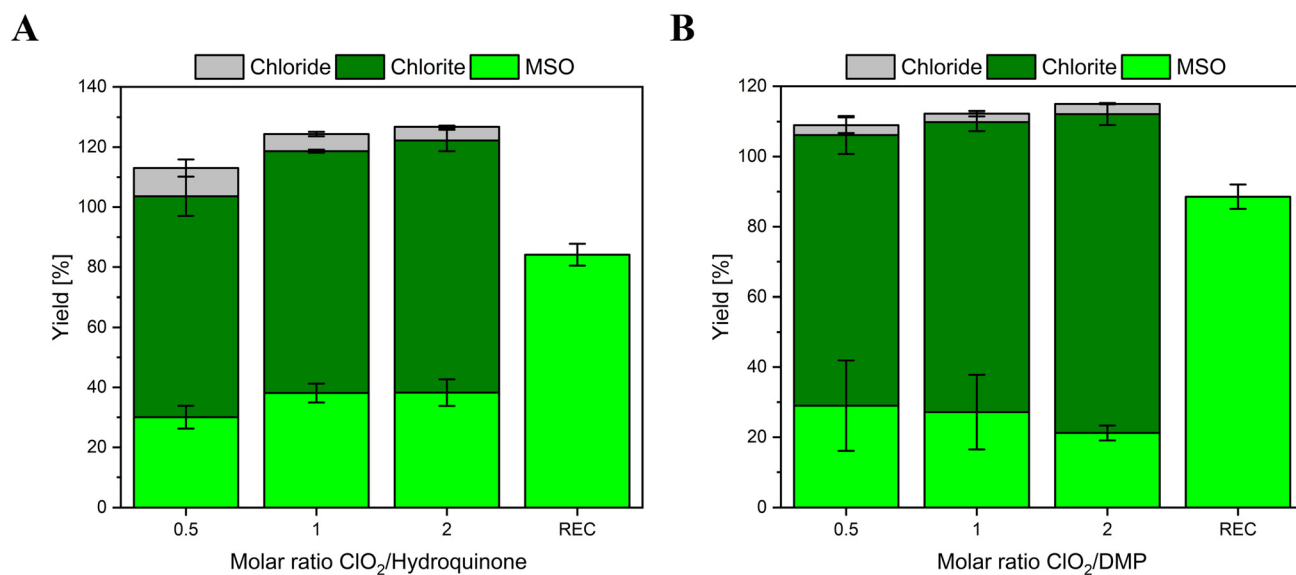 A
Chloride Chlorite MSO
140
120
100
80
60
40
20
0
Yield [%]
0.5 1 2 REC
Molar ratio ClO₂/Hydroquinone
B
Chloride Chlorite MSO
120
100
80
60
40
20
0
Yield [%]
0.5 1 2 REC
Molar ratio ClO₂/DMP